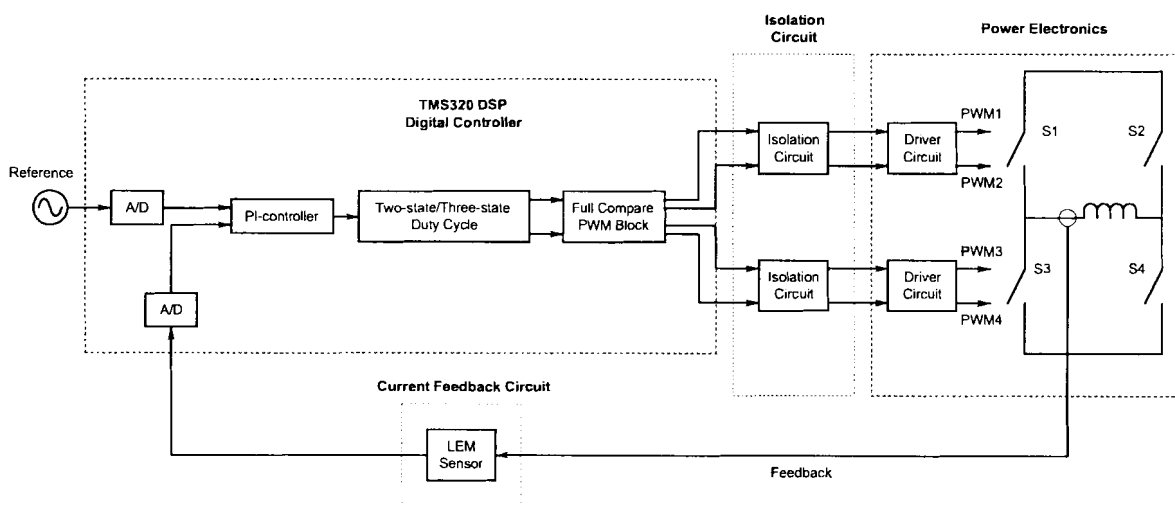 Isolation
Circuit
Power Electronics
TMS320 DSP
Digital Controller
PWM1
S1
S2
Isolation
Circuit
Driver
Circuit
PWM2
Reference
A/D
PI-controller
Two-state/Three-state
Duty Cycle
Full Compare
PWM Block
PWM3
S3
S4
Isolation
Circuit
Driver
Circuit
PWM4
A/D
Current Feedback Circuit
LEM
Sensor
Feedback